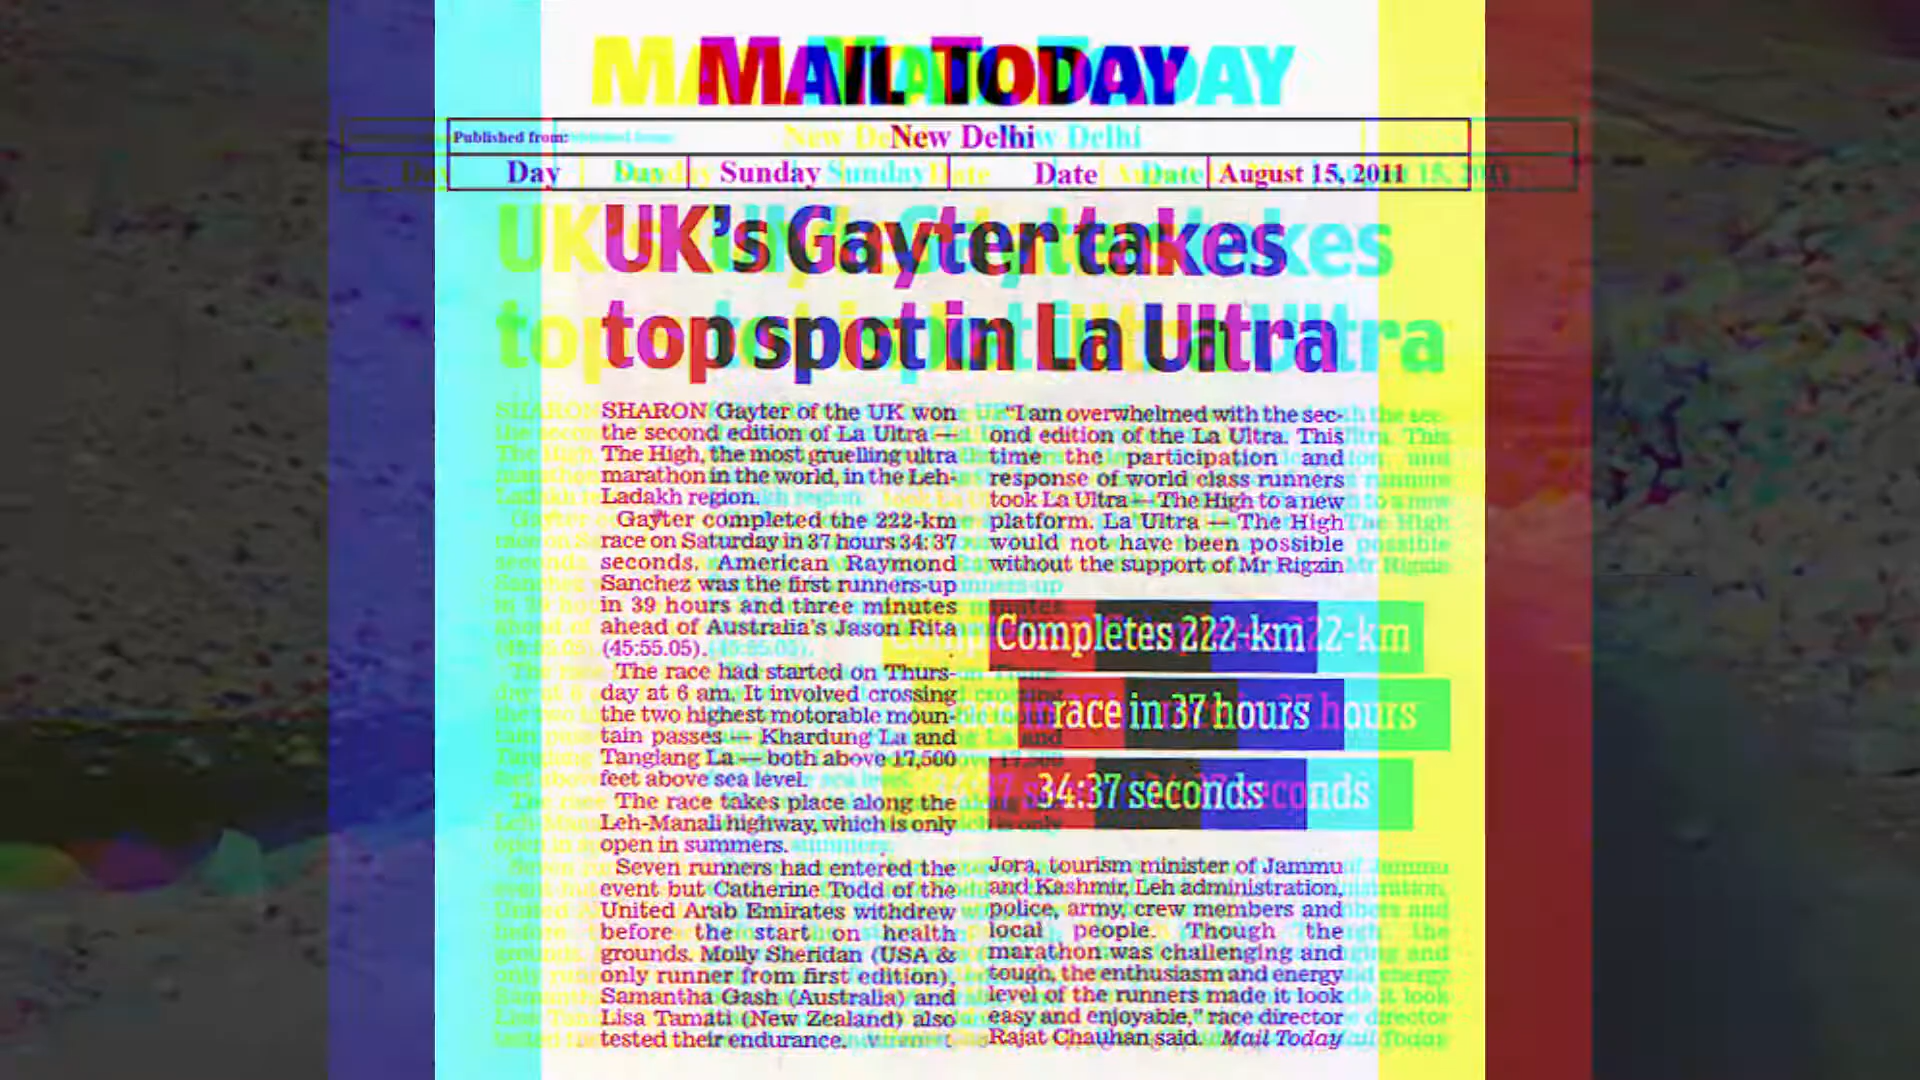 MAIL TODAY
Published from: New Delhi
Day Sunday Date August 15, 2011
UK's Gayter takes
top spot in La Ultra
SHARON Gayter of the UK won
the second edition of La Ultra —
The High, the most gruelling ultra
marathon in the world, in the Leh-
Ladakh region.
Gayter completed the 222-km
race on Saturday in 37 hours 34:37
seconds. American Raymond
Sanchez was the first runners-up
in 39 hours and three minutes
ahead of Australia's Jason Rita
(45:55.05).
The race had started on Thurs-
day at 6 am. It involved crossing
the two highest motorable moun-
tain passes — Khardung La and
Tanglang La — both above 17,500
feet above sea level.
The race takes place along the
Leh-Manali highway, which is only
open in summers.
Seven runners had entered the
event but Catherine Todd of the
United Arab Emirates withdrew
before the start on health
grounds. Molly Sheridan (USA &
only runner from first edition),
Samantha Gash (Australia) and
Lisa Tamati (New Zealand) also
tested their endurance.
"I am overwhelmed with the sec-
ond edition of the La Ultra. This
time the participation and
response of world class runners
took La Ultra — The High to a new
platform. La Ultra — The High
would not have been possible
without the support of Mr Rigzin
Completes 222-km
race in 37 hours
34:37 seconds
Jora, tourism minister of Jammu
and Kashmir, Leh administration,
police, army, crew members and
local people. Though the
marathon was challenging and
tough, the enthusiasm and energy
level of the runners made it look
easy and enjoyable," race director
Rajat Chauhan said. Mail Today